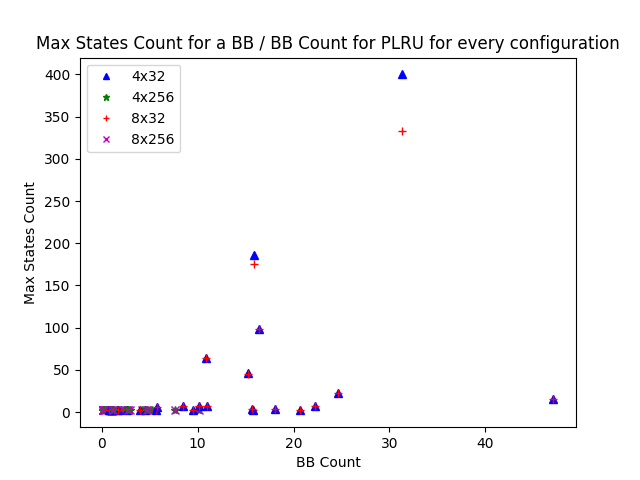 Max States Count for a BB / BB Count for PLRU for every configuration
400
350
300
250
200
150
100
50
0
Max States Count
4x32
4x256
8x32
8x256
0
10
20
30
40
BB Count